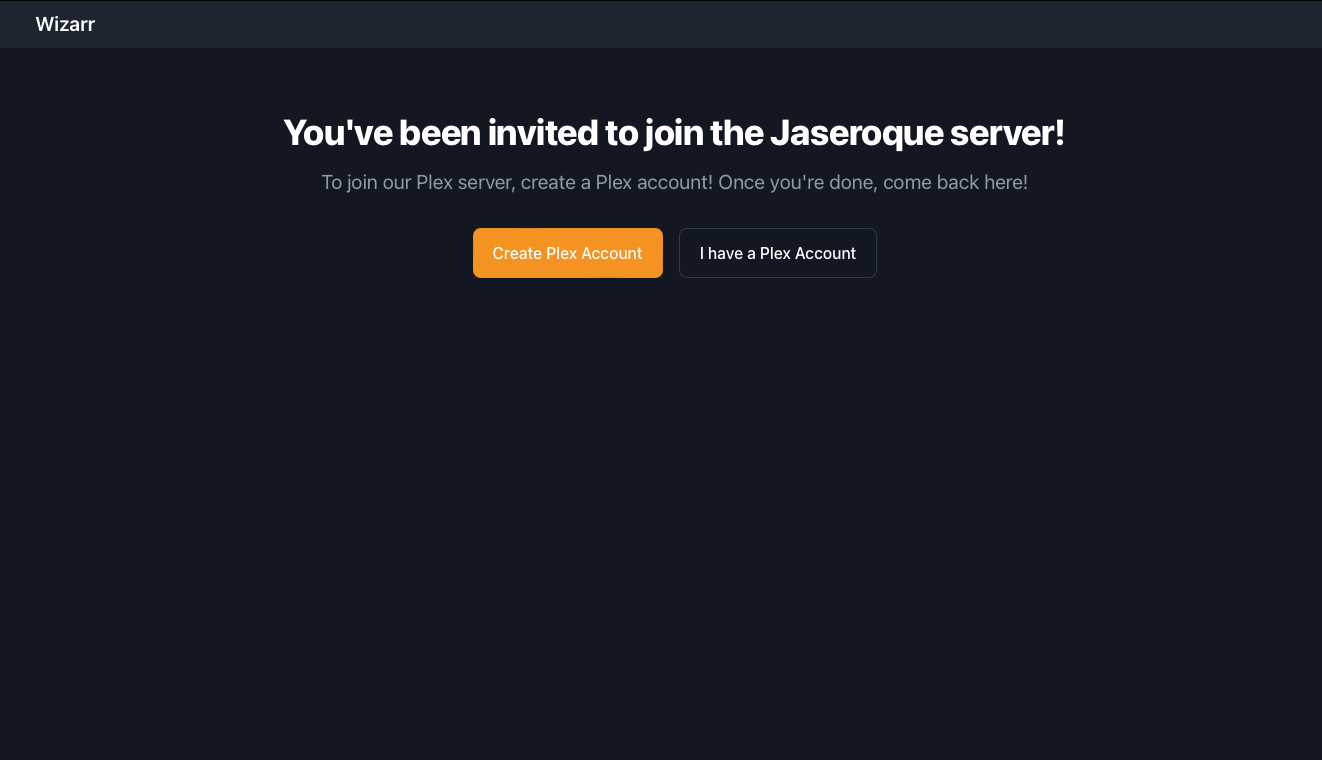 Wizarr
You've been invited to join the Jaseroque server!
To join our Plex server, create a Plex account! Once you're done, come back here!
Create Plex Account
I have a Plex Account